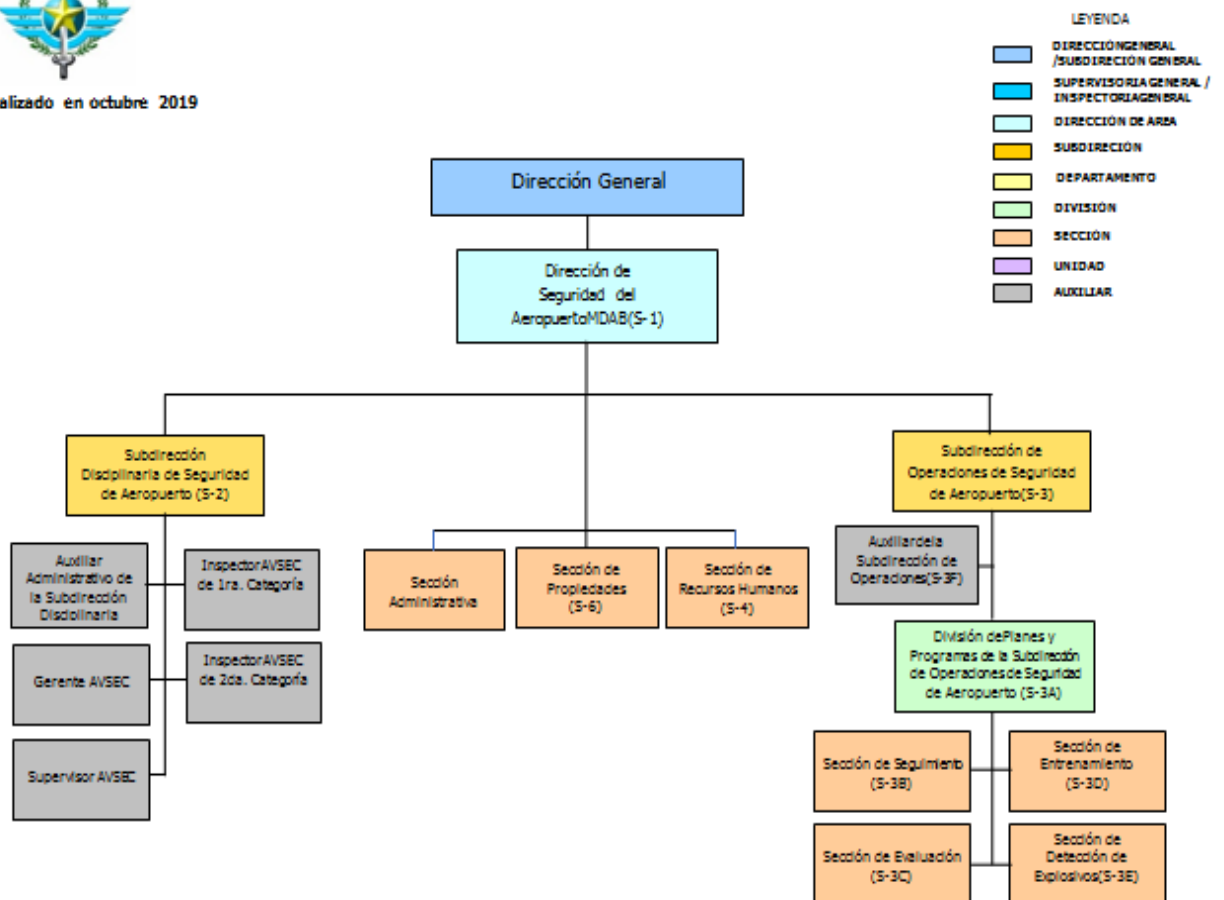 alizado en octubre 2019
LEYENDA
DIRECCIÓNGENERAL
/SUBDIRECIÓN GENERAL
SUPERVISORIAGENERAL /
INSPECTORIAGENERAL
DIRECCIÓN DE AREA
SUBDIRECIÓN
DEPARTAMENTO
DIVISIÓN
SECCIÓN
UNIDAD
AUXILIAR
Dirección General
Dirección de
Seguridad del
AeropuertoMDAB(S-1)
Subdirección
Disciplinaria de Seguridad
de Aeropuerto (S-2)
Subdirección de
Operaciones de Seguridad
de Aeropuerto(S-3)
Auxiliar
Administrativo de
la Subdirección
Disciplinaria
InspectorAVSEC
de 1ra. Categoría
Gerente AVSEC
InspectorAVSEC
de 2da. Categoría
Supervisor AVSEC
Sección
Administrativa
Sección de
Propiedades
(S-6)
Sección de
Recursos Humanos
(S-4)
Auxiliardela
Subdirección de
Operaciones(S-3F)
División dePlanes y
Programas de la Subdirección
de Operaciones de Seguridad
de Aeropuerto (S-3A)
Sección de Seguimiento
(S-3B)
Sección de
Entrenamiento
(S-3D)
Sección de Evaluación
(S-3C)
Sección de
Detección de
Explosivos(S-3E)